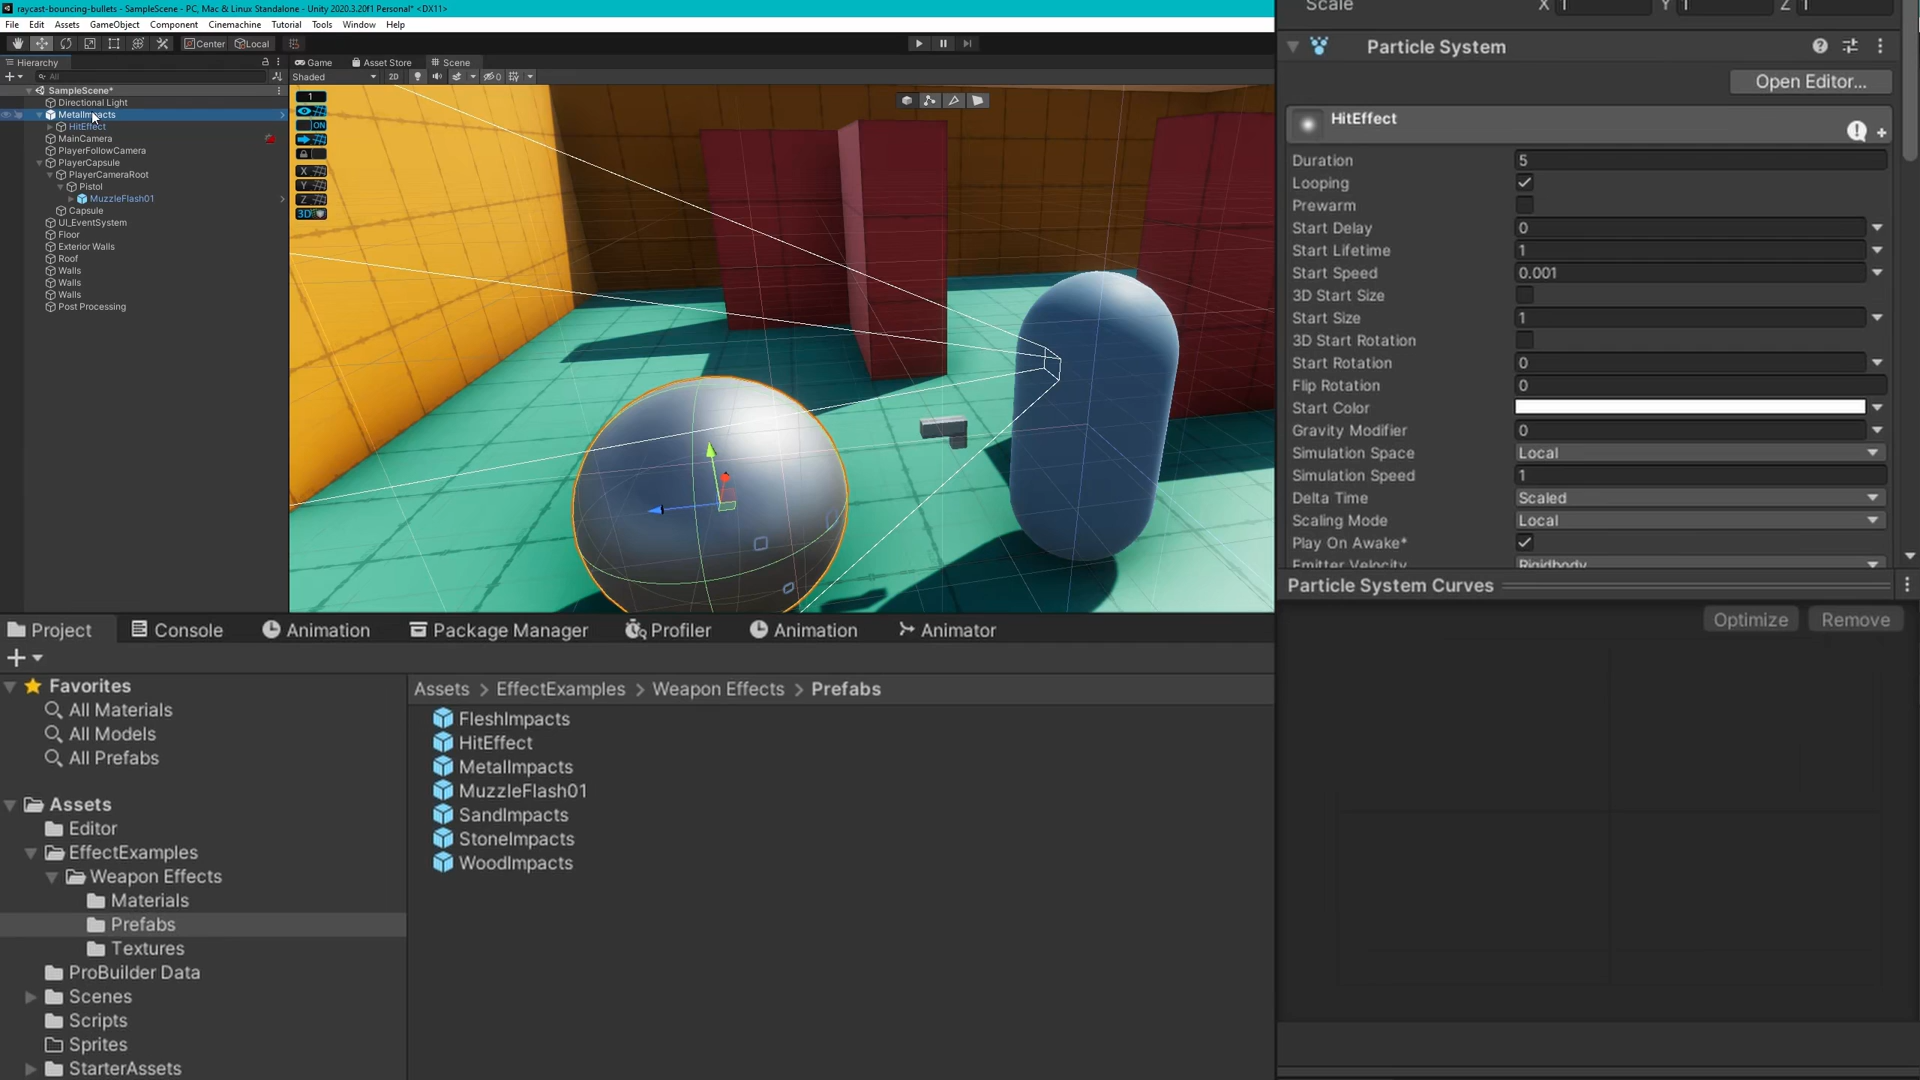 raycast-bouncing-bullets - SampleScene - PC, Mac & Linux Standalone - Unity 2020.3.20f1 Personal* <DX11>
File Edit Assets GameObject Component Cinemachine Tutorial Tools Window Help
Center Local
Hierarchy
All
SampleScene*
Directional Light
MetalImpacts
HitEffect
MainCamera
PlayerFollowCamera
PlayerCapsule
PlayerCameraRoot
Pistol
MuzzleFlash01
Capsule
UI_EventSystem
Floor
Exterior Walls
Roof
Walls
Walls
Walls
Post Processing
Game Asset Store Scene
Shaded 2D 0
1
ON
X
Y
Z
3D
Scale X 1 Y 1 Z 1
Particle System
Open Editor...
HitEffect
Duration 5
Looping
Prewarm
Start Delay 0
Start Lifetime 1
Start Speed 0.001
3D Start Size
Start Size 1
3D Start Rotation
Start Rotation 0
Flip Rotation 0
Start Color
Gravity Modifier 0
Simulation Space Local
Simulation Speed 1
Delta Time Scaled
Scaling Mode Local
Play On Awake*
Emitter Velocity Rigidbody
Particle System Curves
Optimize Remove
Project Console Animation Package Manager Profiler Animation Animator
Favorites
All Materials
All Models
All Prefabs
Assets
Editor
EffectExamples
Weapon Effects
Materials
Prefabs
Textures
ProBuilder Data
Scenes
Scripts
Sprites
StarterAssets
Assets > EffectExamples > Weapon Effects > Prefabs
FleshImpacts
HitEffect
MetalImpacts
MuzzleFlash01
SandImpacts
StoneImpacts
WoodImpacts